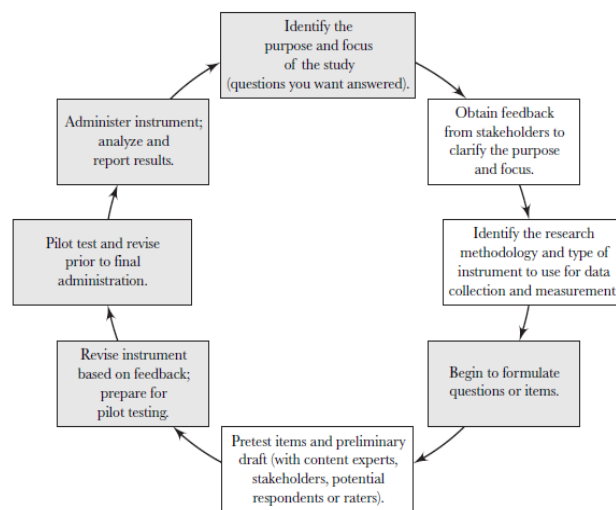 Identify the
purpose and focus
of the study
(questions you want answered).
Obtain feedback
from stakeholders to
clarify the purpose
and focus.
Identify the research
methodology and type of
instrument to use for data
collection and measurement
Begin to formulate
questions or items.
Pretest items and preliminary
draft (with content experts,
stakeholders, potential
respondents or raters).
Revise instrument
based on feedback;
prepare for
pilot testing.
Pilot test and revise
prior to final
administration.
Administer instrument;
analyze and
report results.